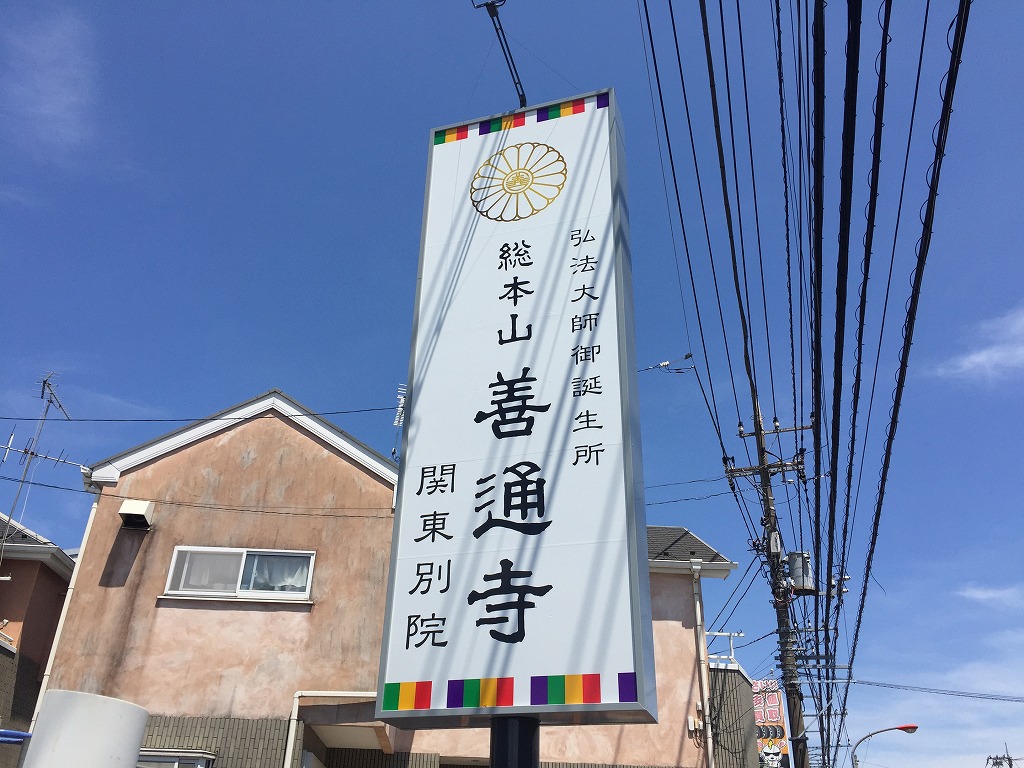 弘法大師御誕生所
総本山善通寺
関東別院